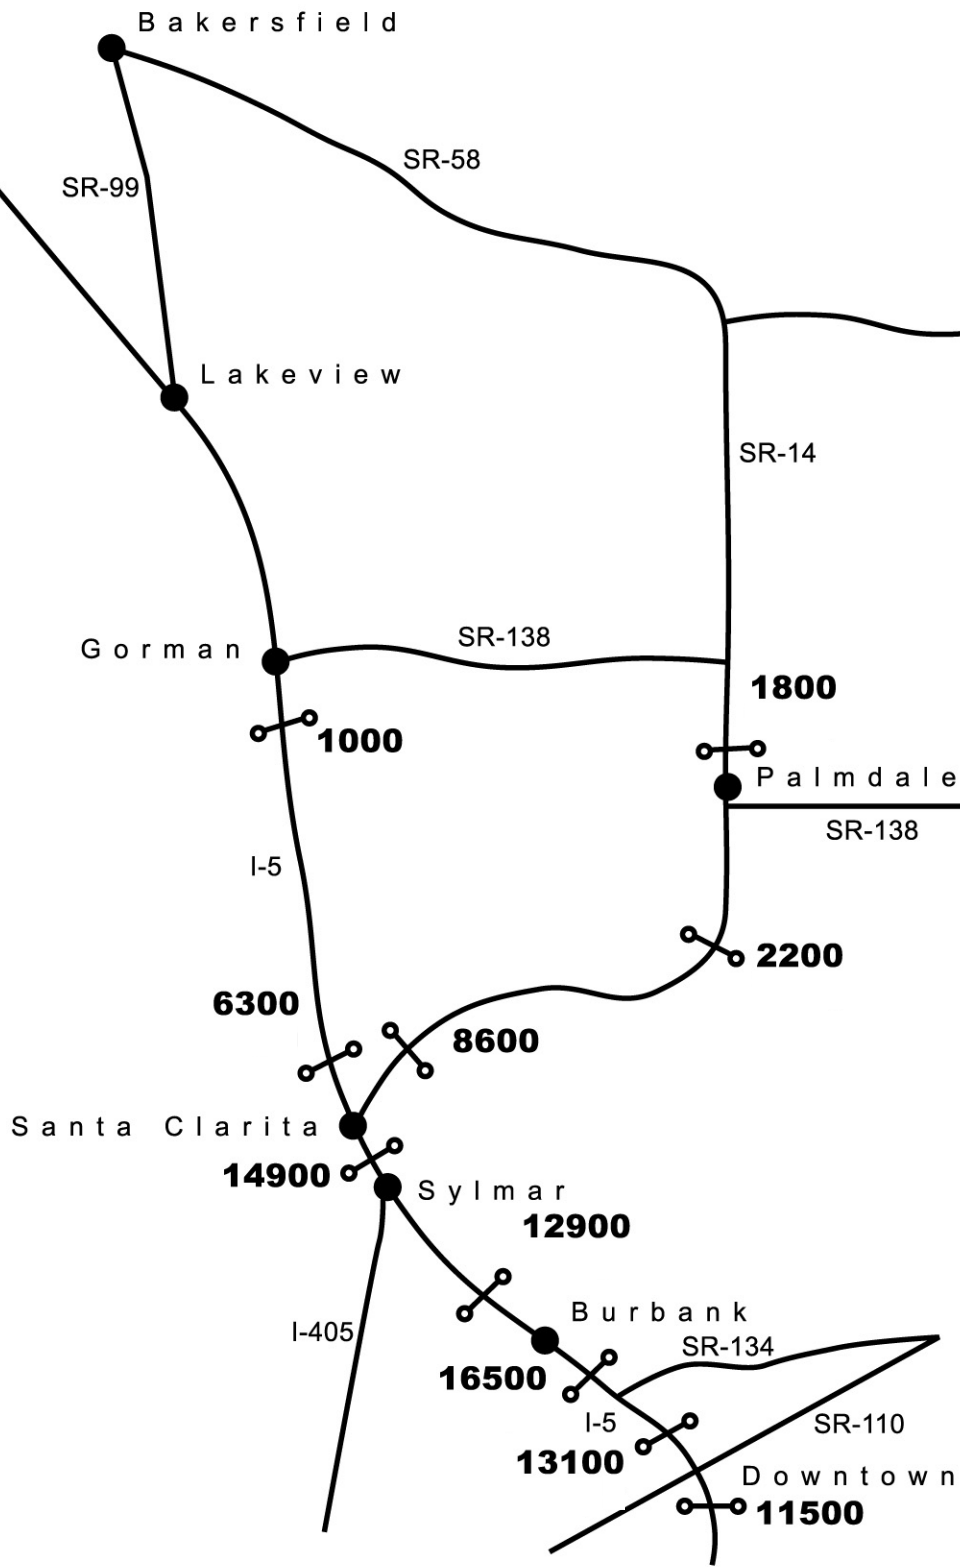 Bakersfield
SR-58
SR-99
Lakeview
SR-14
Gorman
SR-138
1800
1000
Palmdale
SR-138
I-5
2200
6300
8600
Santa Clarita
14900
Sylmar
12900
Burbank
I-405
SR-134
16500
I-5
SR-110
13100
Downtown
11500